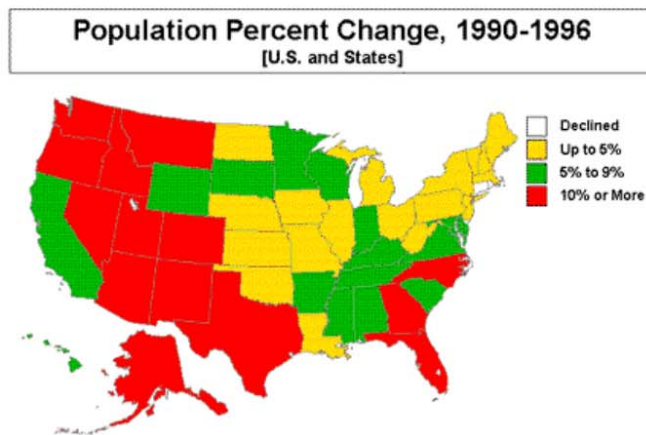 Population Percent Change, 1990-1996
[U.S. and States]
Declined
Up to 5%
5% to 9%
10% or More